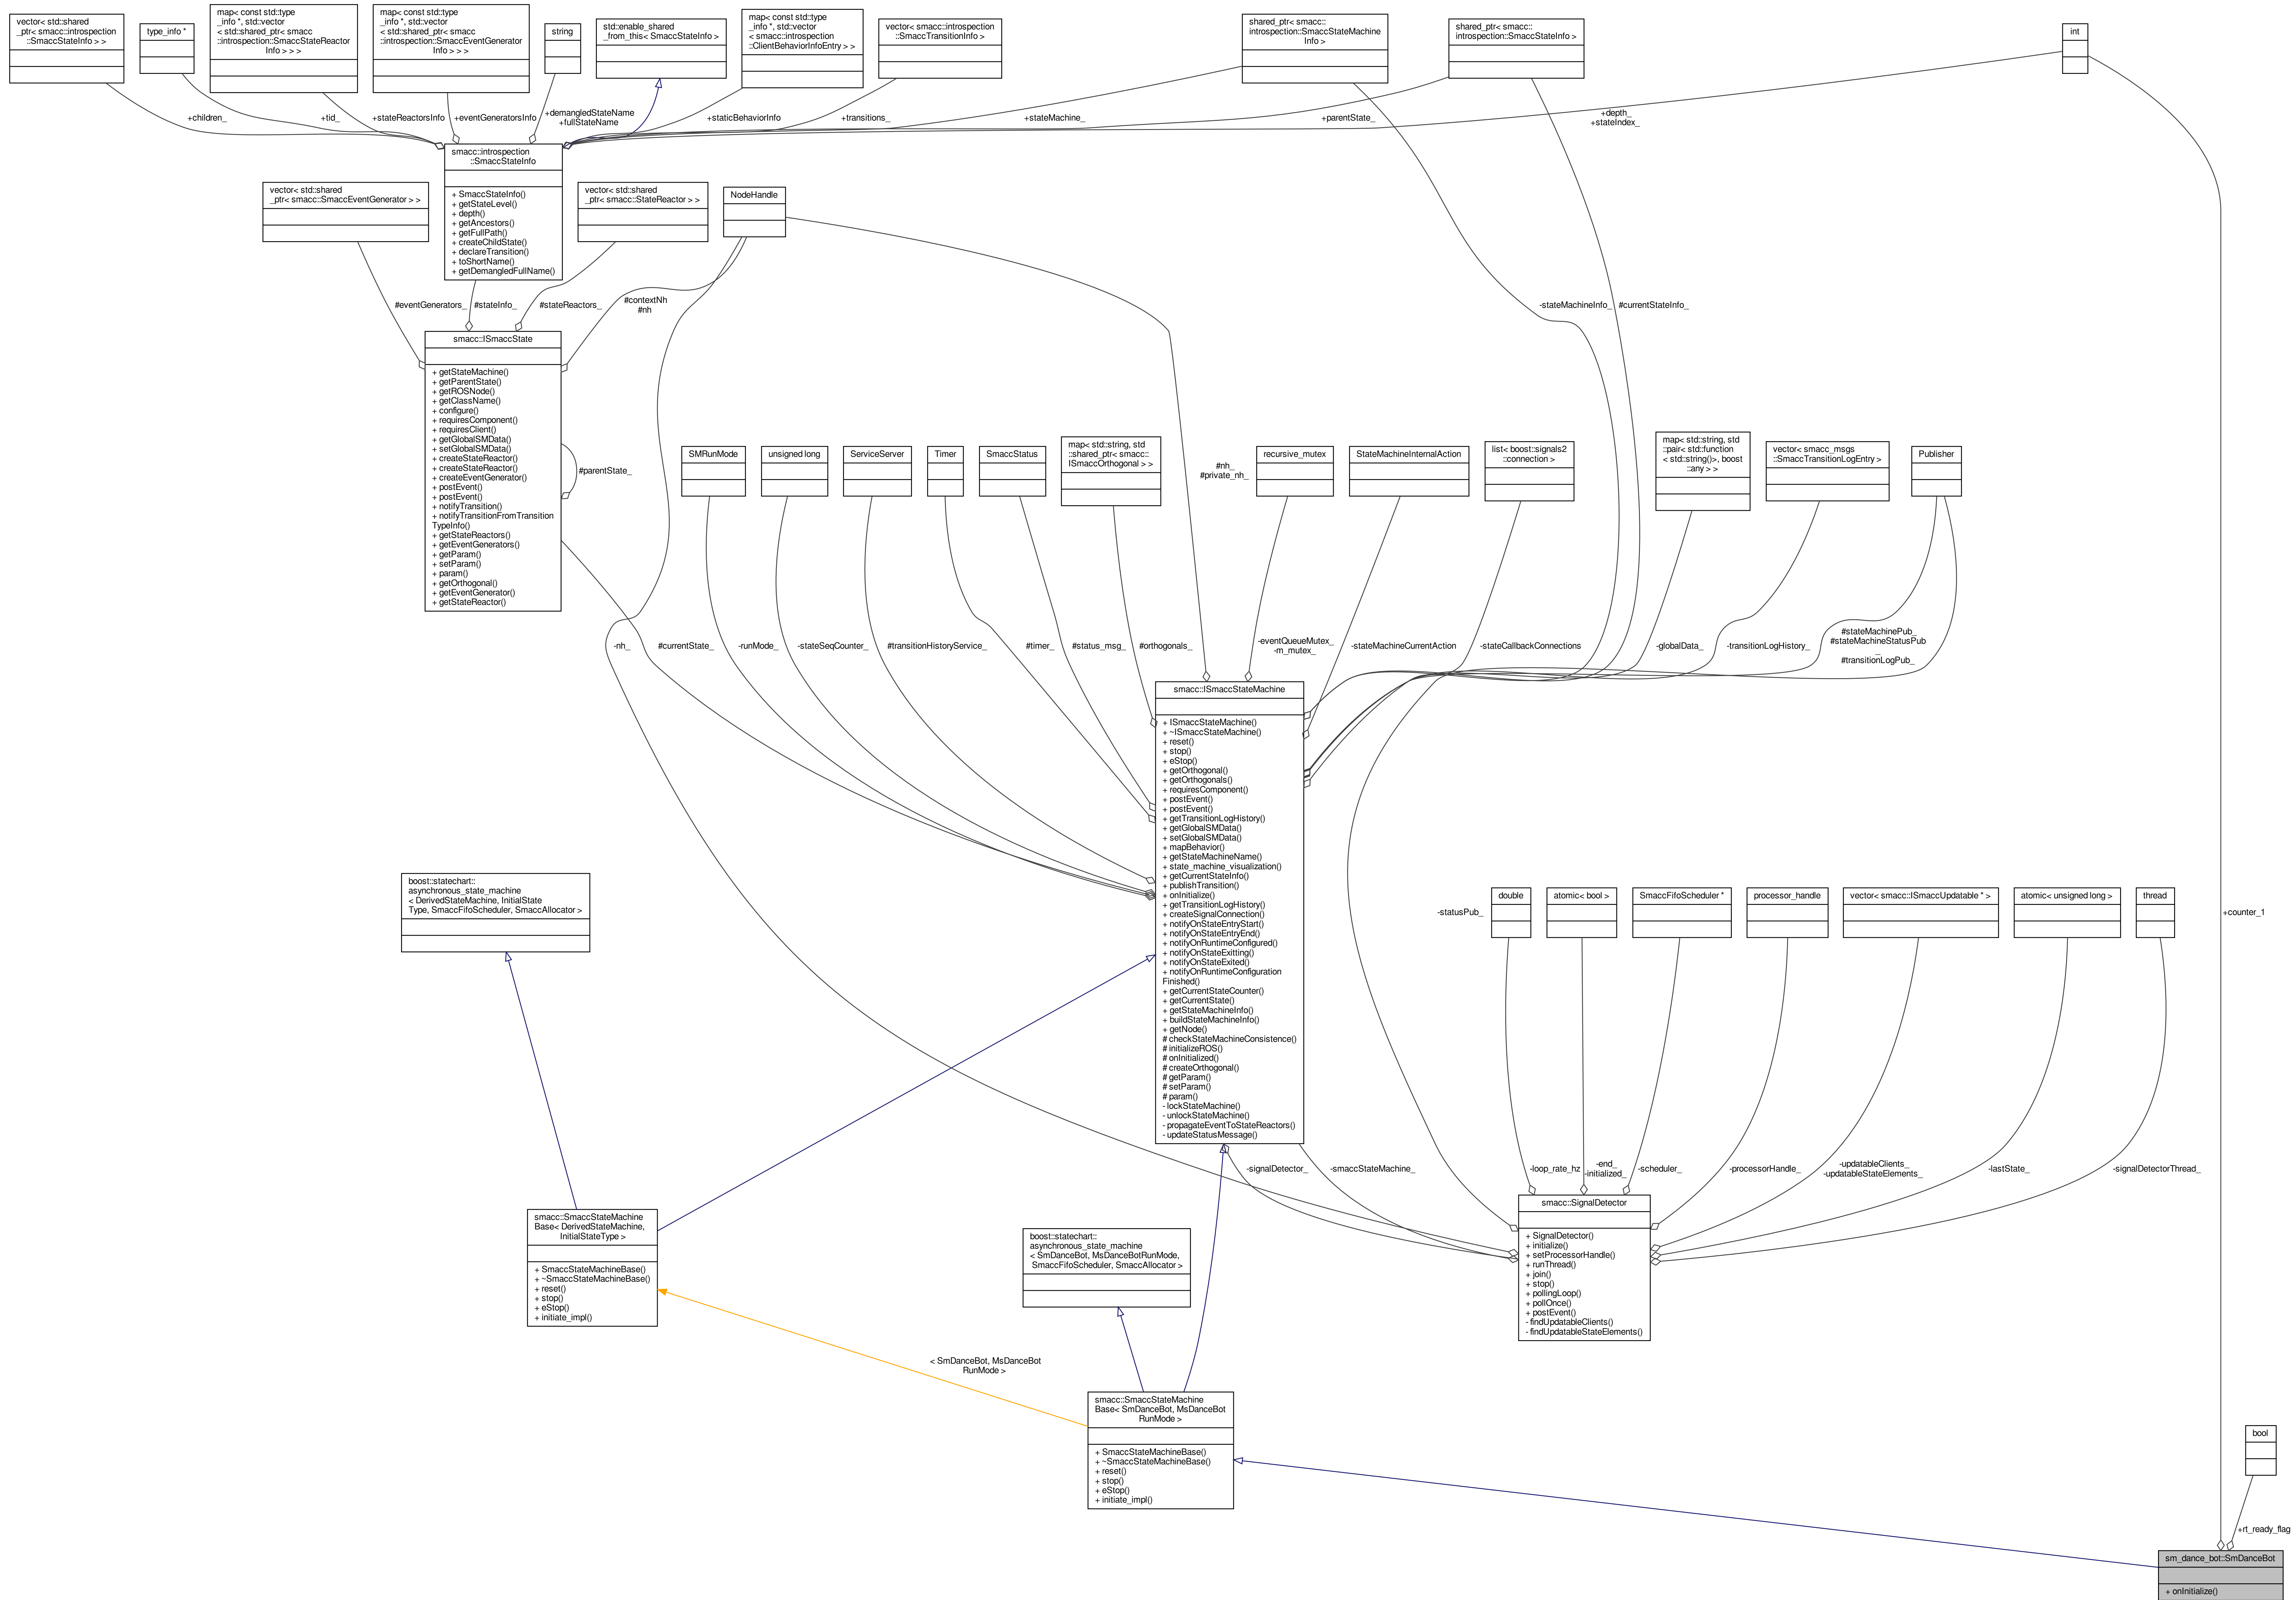 vector< std::shared
_ptr< smacc::introspection
::SmaccStateInfo > >
type_info *
map< const std::type
_info *, std::vector
< std::shared_ptr< smacc
::introspection::SmaccStateReactor
Info > > >
map< const std::type
_info *, std::vector
< std::shared_ptr< smacc
::introspection::SmaccEventGenerator
Info > > >
string
std::enable_shared
_from_this< SmaccStateInfo >
map< const std::type
_info *, std::vector
< smacc::introspection
::ClientBehaviorInfoEntry > >
vector< smacc::introspection
::SmaccTransitionInfo >
shared_ptr< smacc::
introspection::SmaccStateMachine
Info >
shared_ptr< smacc::
introspection::SmaccStateInfo >
int
+children_
+tid_
+stateReactorsInfo
+eventGeneratorsInfo
+demangledStateName
+fullStateName
+staticBehaviorInfo
+transitions_
+stateMachine_
+parentState_
+depth_
+stateIndex_
smacc::introspection
::SmaccStateInfo
+ SmaccStateInfo()
+ getStateLevel()
+ depth()
+ getAncestors()
+ getFullPath()
+ createChildState()
+ declareTransition()
+ toShortName()
+ getDemangledFullName()
vector< std::shared
_ptr< smacc::SmaccEventGenerator > >
vector< std::shared
_ptr< smacc::StateReactor > >
NodeHandle
#eventGenerators_
#stateInfo_
#stateReactors_
#contextNh
#nh
-stateMachineInfo_
#currentStateInfo_
smacc::ISmaccState
+ getStateMachine()
+ getParentState()
+ getROSNode()
+ getClassName()
+ configure()
+ requiresComponent()
+ requiresClient()
+ getGlobalSMData()
+ setGlobalSMData()
+ createStateReactor()
+ createStateReactor()
+ createEventGenerator()
+ postEvent()
+ postEvent()
+ notifyTransition()
+ notifyTransitionFromTransition
TypeInfo()
+ getStateReactors()
+ getEventGenerators()
+ getParam()
+ setParam()
+ param()
+ getOrthogonal()
+ getEventGenerator()
+ getStateReactor()
#parentState_
SMRunMode
unsigned long
ServiceServer
Timer
SmaccStatus
map< std::string, std
::shared_ptr< smacc::
ISmaccOrthogonal > >
#nh_
#private_nh_
recursive_mutex
StateMachineInternalAction
list< boost::signals2
::connection >
map< std::string, std
::pair< std::function
< std::string()>, boost
::any > >
vector< smacc_msgs
::SmaccTransitionLogEntry >
Publisher
-nh_
#currentState_
-runMode_
-stateSeqCounter_
#transitionHistoryService_
#timer_
#status_msg_
#orthogonals_
-eventQueueMutex_
-m_mutex_
-stateMachineCurrentAction
-stateCallbackConnections
-globalData_
-transitionLogHistory_
#stateMachinePub_
#stateMachineStatusPub
_
#transitionLogPub_
smacc::ISmaccStateMachine
+ ISmaccStateMachine()
+ ~ISmaccStateMachine()
+ reset()
+ stop()
+ eStop()
+ getOrthogonal()
+ getOrthogonals()
+ requiresComponent()
+ postEvent()
+ postEvent()
+ getTransitionLogHistory()
+ getGlobalSMData()
+ setGlobalSMData()
+ mapBehavior()
+ getStateMachineName()
+ state_machine_visualization()
+ getCurrentStateInfo()
+ publishTransition()
+ onInitialize()
+ getTransitionLogHistory()
+ createSignalConnection()
+ notifyOnStateEntryStart()
+ notifyOnStateEntryEnd()
+ notifyOnRuntimeConfigured()
+ notifyOnStateExitting()
+ notifyOnStateExited()
+ notifyOnRuntimeConfiguration
Finished()
+ getCurrentStateCounter()
+ getCurrentState()
+ getStateMachineInfo()
+ buildStateMachineInfo()
+ getNode()
# checkStateMachineConsistence()
# initializeROS()
# onInitialized()
# createOrthogonal()
# getParam()
# setParam()
# param()
- lockStateMachine()
- unlockStateMachine()
- propagateEventToStateReactors()
- updateStatusMessage()
boost::statechart::
asynchronous_state_machine
< DerivedStateMachine, InitialState
Type, SmaccFifoScheduler, SmaccAllocator >
-statusPub_
double
atomic< bool >
SmaccFifoScheduler *
processor_handle
vector< smacc::ISmaccUpdatable * >
atomic< unsigned long >
thread
+counter_1
-signalDetector_
-smaccStateMachine_
-loop_rate_hz
-end_
-initialized_
-scheduler_
-processorHandle_
-updatableClients_
-updatableStateElements_
-lastState_
-signalDetectorThread_
smacc::SignalDetector
+ SignalDetector()
+ initialize()
+ setProcessorHandle()
+ runThread()
+ join()
+ stop()
+ pollingLoop()
+ pollOnce()
+ postEvent()
- findUpdatableClients()
- findUpdatableStateElements()
smacc::SmaccStateMachine
Base< DerivedStateMachine,
InitialStateType >
+ SmaccStateMachineBase()
+ ~SmaccStateMachineBase()
+ reset()
+ stop()
+ eStop()
+ initiate_impl()
boost::statechart::
asynchronous_state_machine
< SmDanceBot, MsDanceBotRunMode,
SmaccFifoScheduler, SmaccAllocator >
< SmDanceBot, MsDanceBot
RunMode >
smacc::SmaccStateMachine
Base< SmDanceBot, MsDanceBot
RunMode >
+ SmaccStateMachineBase()
+ ~SmaccStateMachineBase()
+ reset()
+ stop()
+ eStop()
+ initiate_impl()
bool
+rt_ready_flag
sm_dance_bot::SmDanceBot
+ onInitialize()